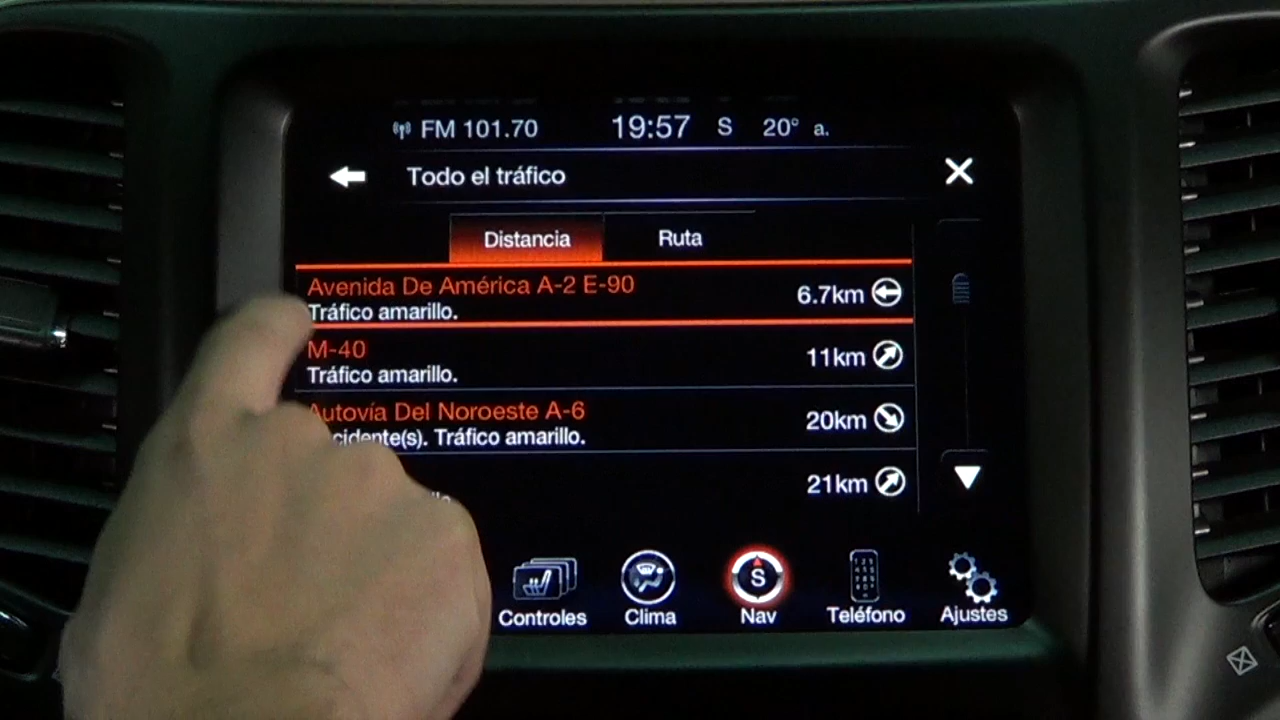 FM 101.70 19:57 S 20° a.
Todo el tráfico
Distancia Ruta
Avenida De América A-2 E-90
Tráfico amarillo. 6.7km
M-40
Tráfico amarillo. 11km
Autovía Del Noroeste A-6
cidente(s). Tráfico amarillo. 20km
21km
S
Controles Clima Nav Teléfono Ajustes